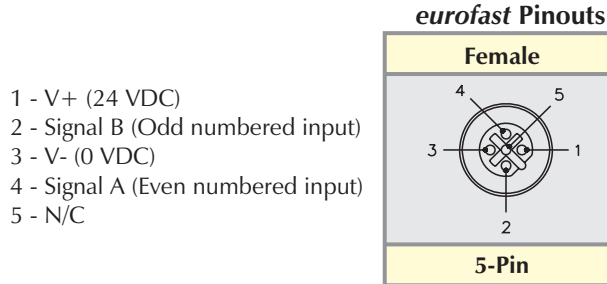 eurofast Pinouts
Female
1 - V+ (24 VDC)
2 - Signal B (Odd numbered input)
3 - V- (0 VDC)
4 - Signal A (Even numbered input)
5 - N/C
4 5
3 1
2
5-Pin